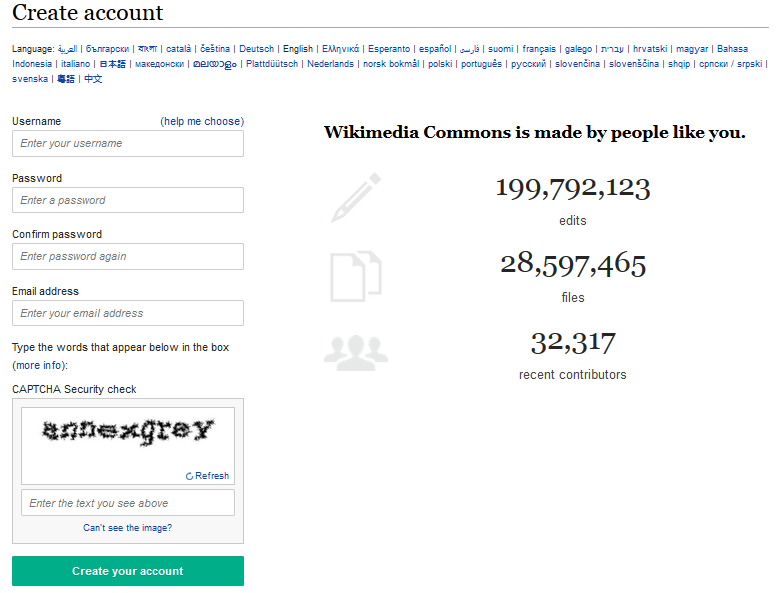 Create account
Language: العربية | български | বাংলা | català | čeština | Deutsch | English | Ελληνικά | Esperanto | español | فارسی | suomi | français | galego | עברית | hrvatski | magyar | Bahasa
Indonesia | italiano | 日本語 | македонски | മലയാളം | Plattdüütsch | Nederlands | norsk bokmål | polski | português | русский | slovenčina | slovenščina | shqip | српски / srpski |
svenska | 粵語 | 中文
Username (help me choose)
Enter your username
Password
Enter a password
Confirm password
Enter password again
Email address
Enter your email address
Type the words that appear below in the box
(more info):
CAPTCHA Security check
annexgrey
Refresh
Enter the text you see above
Can't see the image?
Create your account
Wikimedia Commons is made by people like you.
199,792,123
edits
28,597,465
files
32,317
recent contributors